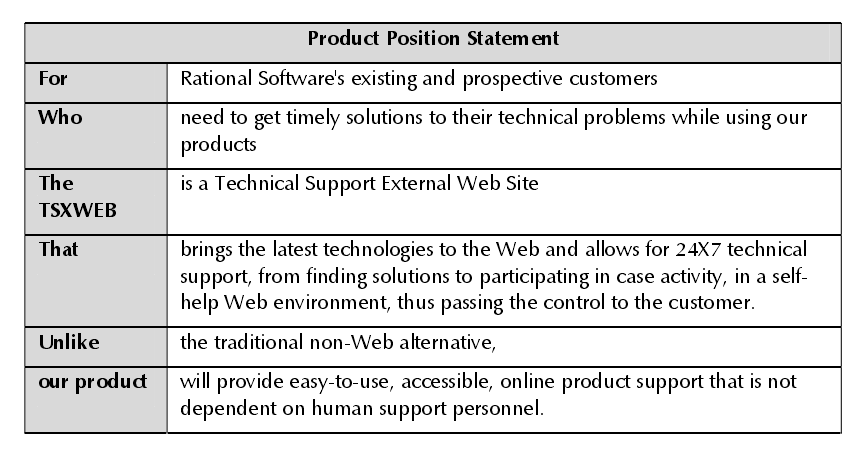 Product Position Statement
For Rational Software's existing and prospective customers
Who need to get timely solutions to their technical problems while using our
products
The is a Technical Support External Web Site
TSXWEB
That brings the latest technologies to the Web and allows for 24X7 technical
support, from finding solutions to participating in case activity, in a self-
help Web environment, thus passing the control to the customer.
Unlike the traditional non-Web alternative,
our product will provide easy-to-use, accessible, online product support that is not
dependent on human support personnel.